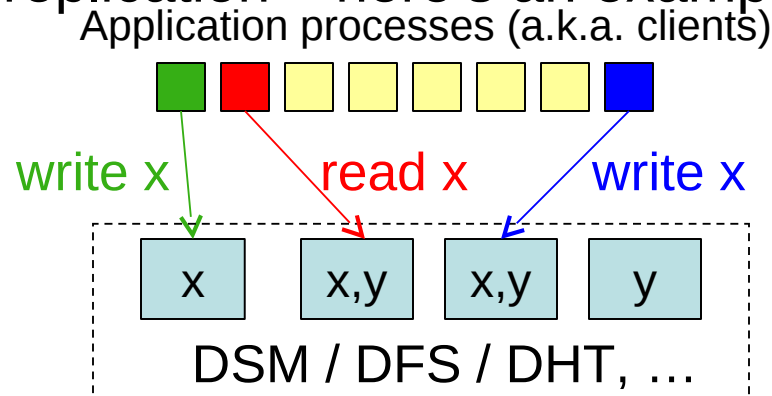 Application processes (a.k.a. clients)
write x read x write x
x x,y x,y y
DSM / DFS / DHT, …